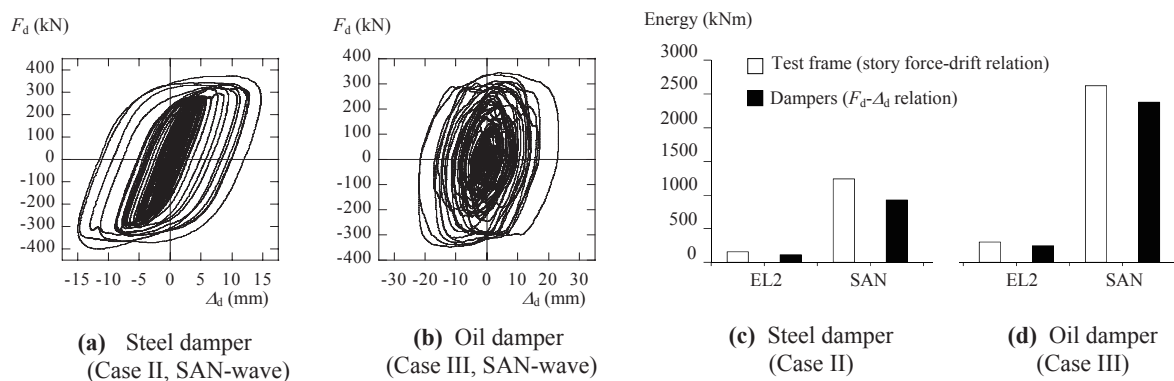 F_d (kN)
400
300
200
100
0
-100
-200
-300
-400
-15 -10 -5 0 5 10 15
Δ_d (mm)
(a) Steel damper
(Case II, SAN-wave)
F_d (kN)
400
300
200
100
0
-100
-200
-300
-400
-30 -20 -10 0 10 20 30
Δ_d (mm)
(b) Oil damper
(Case III, SAN-wave)
Energy (kNm)
3000
2500
2000
1500
1000
500
0
Test frame (story force-drift relation)
Dampers (F_d-Δ_d relation)
EL2 SAN
(c) Steel damper
(Case II)
EL2 SAN
(d) Oil damper
(Case III)